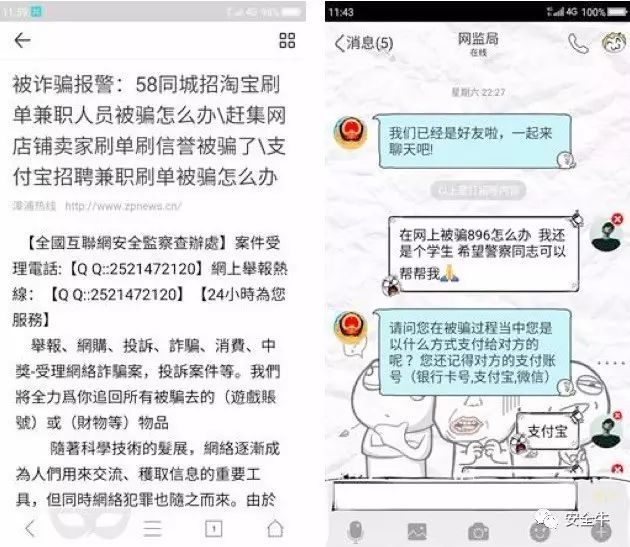 11:59
4G 98%
被诈骗报警：58同城招淘宝刷
单兼职人员被骗怎么办\赶集网
店铺卖家刷单刷信誉被骗了\支
付宝招聘兼职刷单被骗怎么办
漳浦热线 http://www.zpnews.cn/
【全國互聯網安全監察查辦處】案件受
理電話:【Q Q::2521472120】網上舉報熱
線：【Q Q::2521472120】【24小時為您
服務】
舉報、網購、投訴、詐騙、消費、中
獎-受理網絡詐騙案，投訴案件等。我們
將全力爲你追回所有被騙去的（遊戲賬
號）或（財物等）物品
隨著科學技術的髮展，網絡逐漸成
為人們用來交流、穫取信息的重要工
具，但同時網絡犯罪也隨之而來。由於
1
11:43
4G 100%
消息(5)
网监局
在线
星期六 22:27
我们已经是好友啦，一起来
聊天吧!
以上是打招呼内容
在网上被骗896怎么办 我还
是个学生 希望警察同志可以
帮帮我🙏
请问您在被骗过程当中您是
以什么方式支付给对方的
呢？您还记得对方的支付账
号（银行卡号,支付宝,微信）
支付宝
安全牛